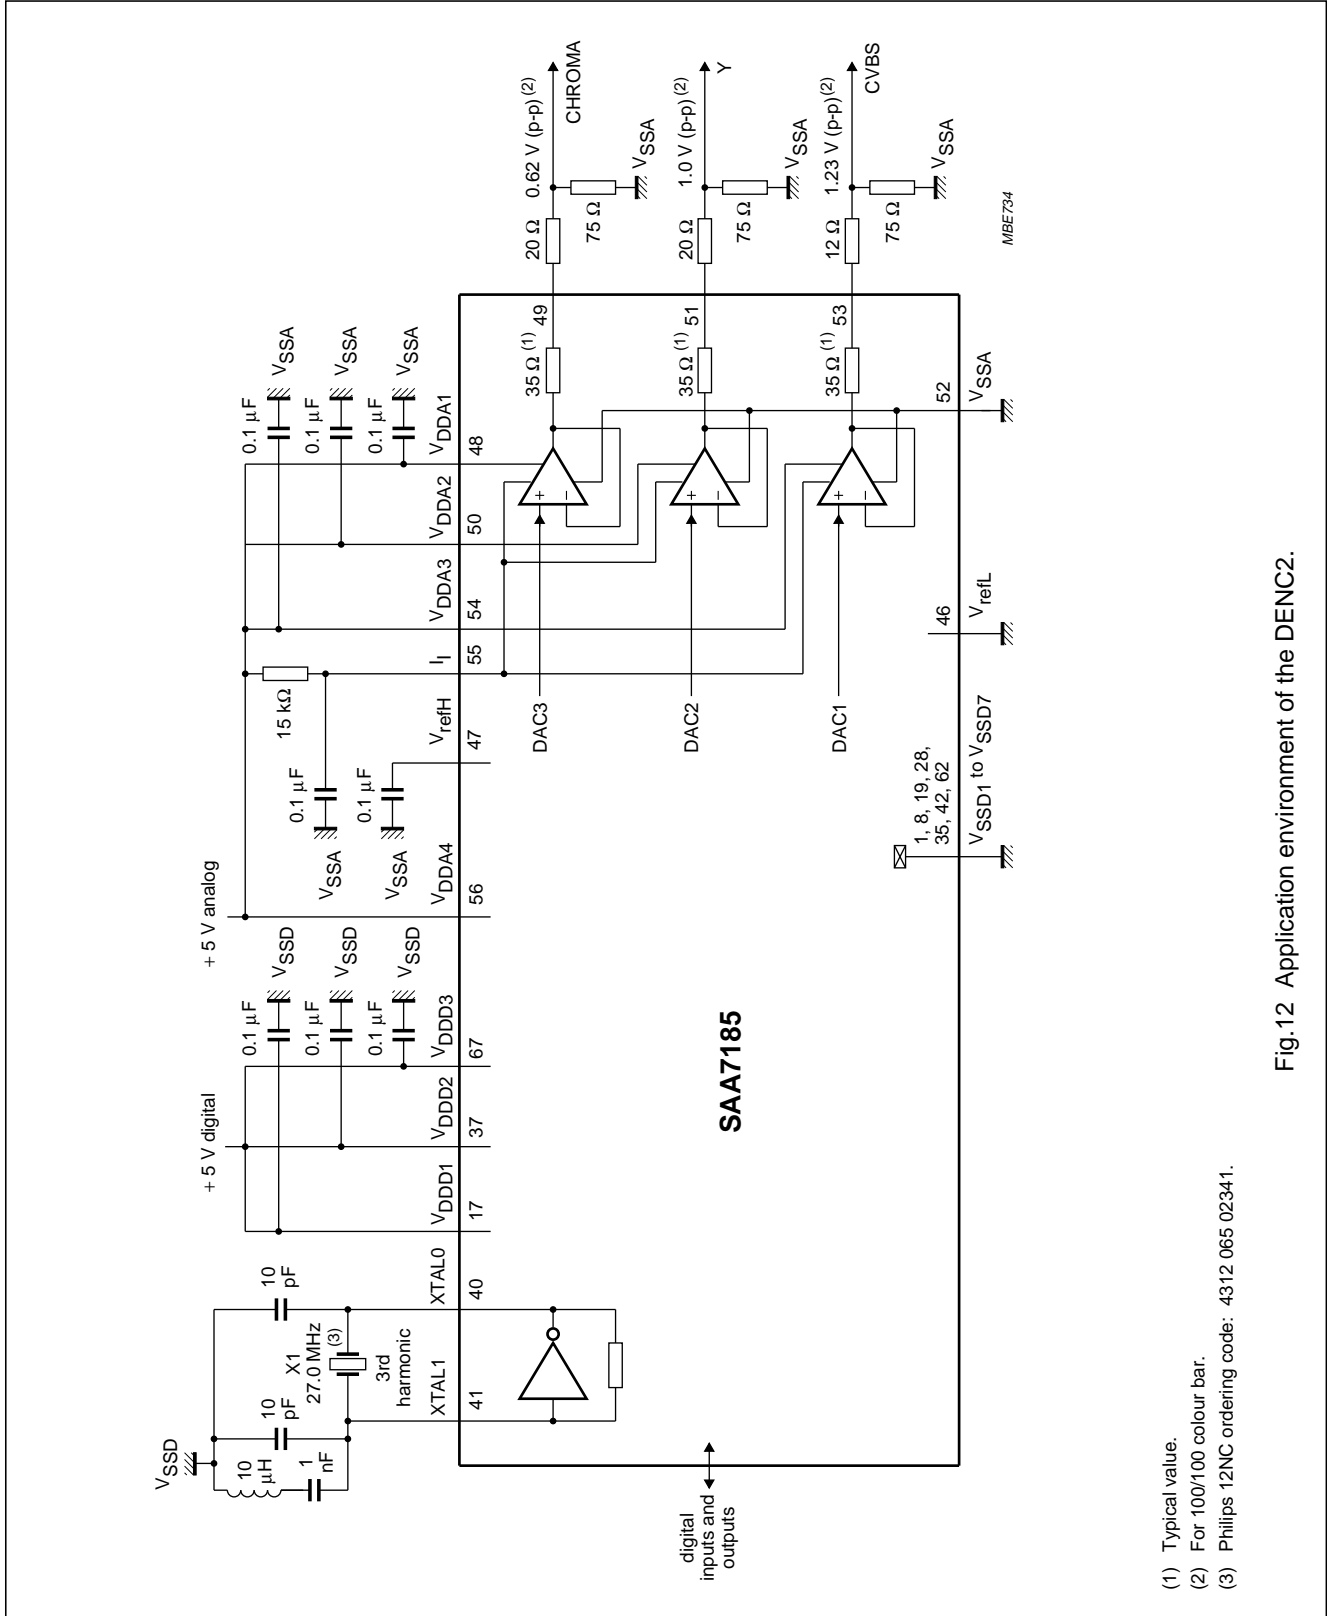 VSSD
10
μH
1
nF
10
pF
10
pF
X1
27.0 MHz
(3)
3rd
harmonic
XTAL1
41
XTAL0
40
+ 5 V digital
0.1 μF
VSSD
0.1 μF
VSSD
0.1 μF
VSSD
VDDD1
17
VDDD2
37
VDDD3
67
+ 5 V analog
VDDA4
56
0.1 μF
VSSA
0.1 μF
VSSA
VrefH
47
15 kΩ
II
55
VDDA3
54
VDDA2
50
VDDA1
48
0.1 μF
VSSA
0.1 μF
VSSA
0.1 μF
VSSA
digital
inputs and
outputs
SAA7185
DAC3
+
−
35 Ω (1)
49
20 Ω
75 Ω
VSSA
0.62 V (p-p) (2)
CHROMA
DAC2
+
−
35 Ω (1)
51
20 Ω
75 Ω
VSSA
1.0 V (p-p) (2)
Y
DAC1
+
−
35 Ω (1)
53
12 Ω
75 Ω
VSSA
1.23 V (p-p) (2)
CVBS
1, 8, 19, 28,
35, 42, 62
VSSD1 to VSSD7
46
VrefL
52
VSSA
MBE734
(1) Typical value.
(2) For 100/100 colour bar.
(3) Philips 12NC ordering code: 4312 065 02341.
Fig.12 Application environment of the DENC2.